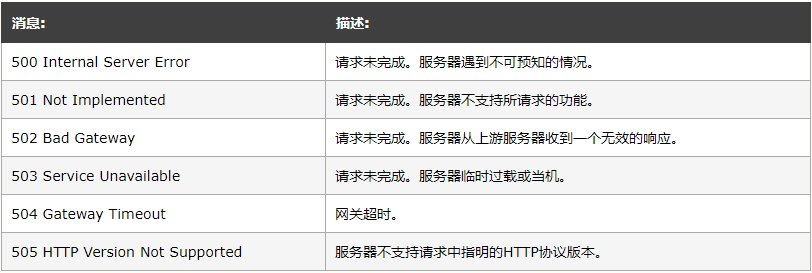 消息: 描述:
500 Internal Server Error 请求未完成。服务器遇到不可预知的情况。
501 Not Implemented 请求未完成。服务器不支持所请求的功能。
502 Bad Gateway 请求未完成。服务器从上游服务器收到一个无效的响应。
503 Service Unavailable 请求未完成。服务器临时过载或当机。
504 Gateway Timeout 网关超时。
505 HTTP Version Not Supported 服务器不支持请求中指明的HTTP协议版本。